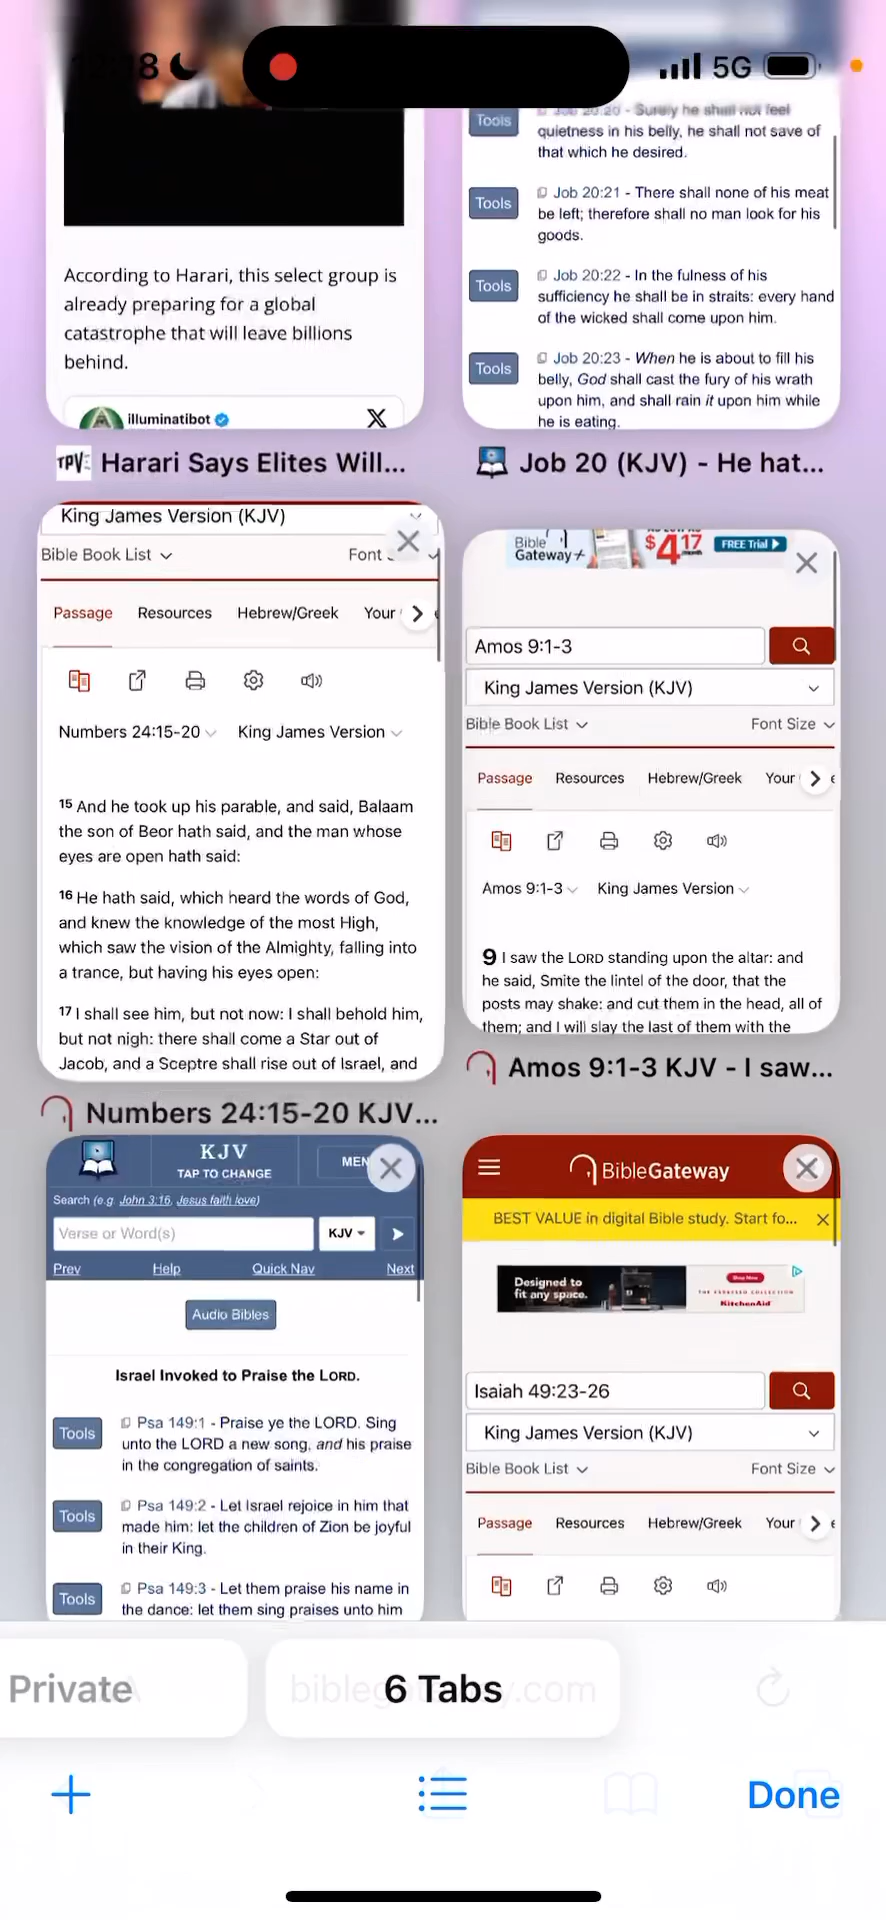 5G
According to Harari, this select group is
already preparing for a global
catastrophe that will leave billions
behind.
illuminatibot
X
TPV
Harari Says Elites Will...
Tools
Job 20:20 - Surely he shall not feel
quietness in his belly, he shall not save of
that which he desired.
Tools
Job 20:21 - There shall none of his meat
be left; therefore shall no man look for his
goods.
Tools
Job 20:22 - In the fulness of his
sufficiency he shall be in straits: every hand
of the wicked shall come upon him.
Tools
Job 20:23 - When he is about to fill his
belly, God shall cast the fury of his wrath
upon him, and shall rain it upon him while
he is eating.
Job 20 (KJV) - He hat...
King James Version (KJV)
Bible Book List
Font
Passage Resources Hebrew/Greek Your
Numbers 24:15-20 King James Version
15 And he took up his parable, and said, Balaam
the son of Beor hath said, and the man whose
eyes are open hath said:
16 He hath said, which heard the words of God,
and knew the knowledge of the most High,
which saw the vision of the Almighty, falling into
a trance, but having his eyes open:
17 I shall see him, but not now: I shall behold him,
but not nigh: there shall come a Star out of
Jacob, and a Sceptre shall rise out of Israel, and
Numbers 24:15-20 KJV...
Bible
Gateway+
$4.17
FREE Trial
Amos 9:1-3
King James Version (KJV)
Bible Book List Font Size
Passage Resources Hebrew/Greek Your
Amos 9:1-3 King James Version
9 I saw the LORD standing upon the altar: and
he said, Smite the lintel of the door, that the
posts may shake: and cut them in the head, all of
them; and I will slay the last of them with the
Amos 9:1-3 KJV - I saw...
KJV
TAP TO CHANGE
MEN
Search (e.g. John 3:16, Jesus faith love)
Verse or Word(s)
KJV
Prev Help Quick Nav Next
Audio Bibles
Israel Invoked to Praise the LORD.
Tools
Psa 149:1 - Praise ye the LORD. Sing
unto the LORD a new song, and his praise
in the congregation of saints.
Tools
Psa 149:2 - Let Israel rejoice in him that
made him: let the children of Zion be joyful
in their King.
Tools
Psa 149:3 - Let them praise his name in
the dance: let them sing praises unto him
BibleGateway
BEST VALUE in digital Bible study. Start fo...
Designed to
fit any space.
Shop Now
KitchenAid
Isaiah 49:23-26
King James Version (KJV)
Bible Book List Font Size
Passage Resources Hebrew/Greek Your
Private
6 Tabs
Done